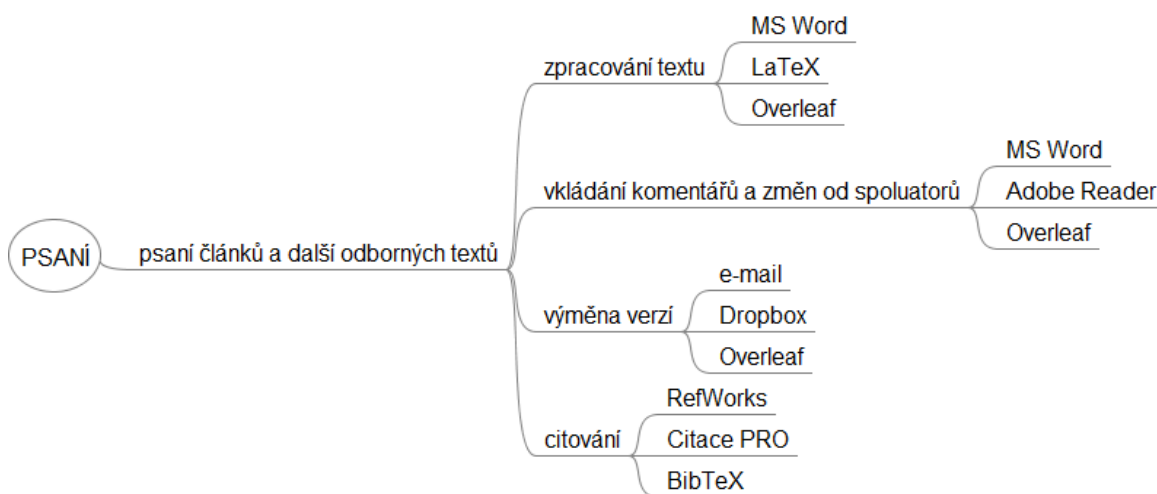 PSANÍ
psaní článků a další odborných textů
zpracování textu
MS Word
LaTeX
Overleaf
vkládání komentářů a změn od spoluatorů
MS Word
Adobe Reader
Overleaf
výměna verzí
e-mail
Dropbox
Overleaf
citování
RefWorks
Citace PRO
BibTeX